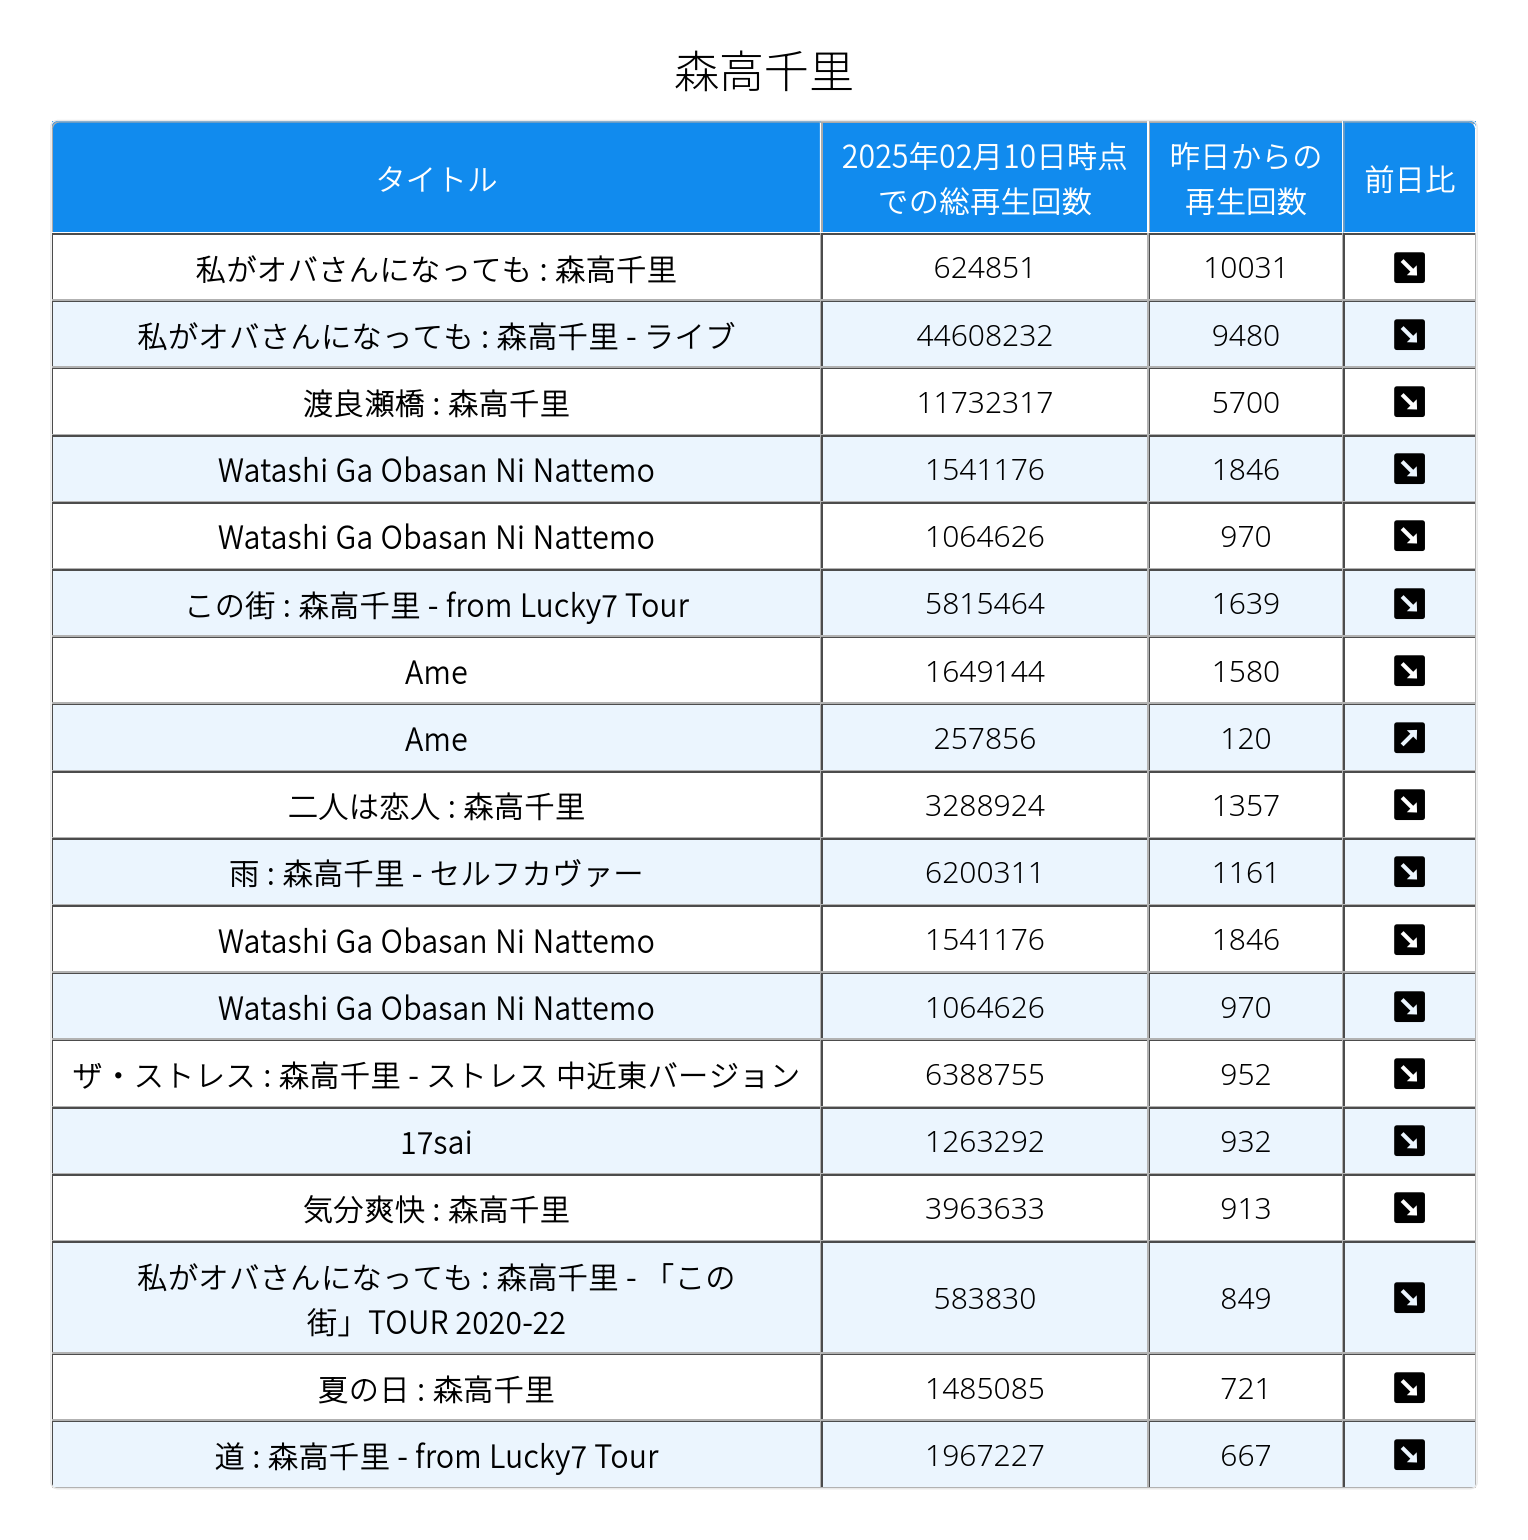 森高千里
タイトル
2025年02月10日時点
での総再生回数
昨日からの
再生回数
前日比
私がオバさんになっても : 森高千里 624851 10031
私がオバさんになっても : 森高千里 - ライブ 44608232 9480
渡良瀬橋 : 森高千里 11732317 5700
Watashi Ga Obasan Ni Nattemo 1541176 1846
Watashi Ga Obasan Ni Nattemo 1064626 970
この街 : 森高千里 - from Lucky7 Tour 5815464 1639
Ame 1649144 1580
Ame 257856 120
二人は恋人 : 森高千里 3288924 1357
雨 : 森高千里 - セルフカヴァー 6200311 1161
Watashi Ga Obasan Ni Nattemo 1541176 1846
Watashi Ga Obasan Ni Nattemo 1064626 970
ザ・ストレス : 森高千里 - ストレス 中近東バージョン 6388755 952
17sai 1263292 932
気分爽快 : 森高千里 3963633 913
私がオバさんになっても : 森高千里 - 「この
街」TOUR 2020-22 583830 849
夏の日 : 森高千里 1485085 721
道 : 森高千里 - from Lucky7 Tour 1967227 667